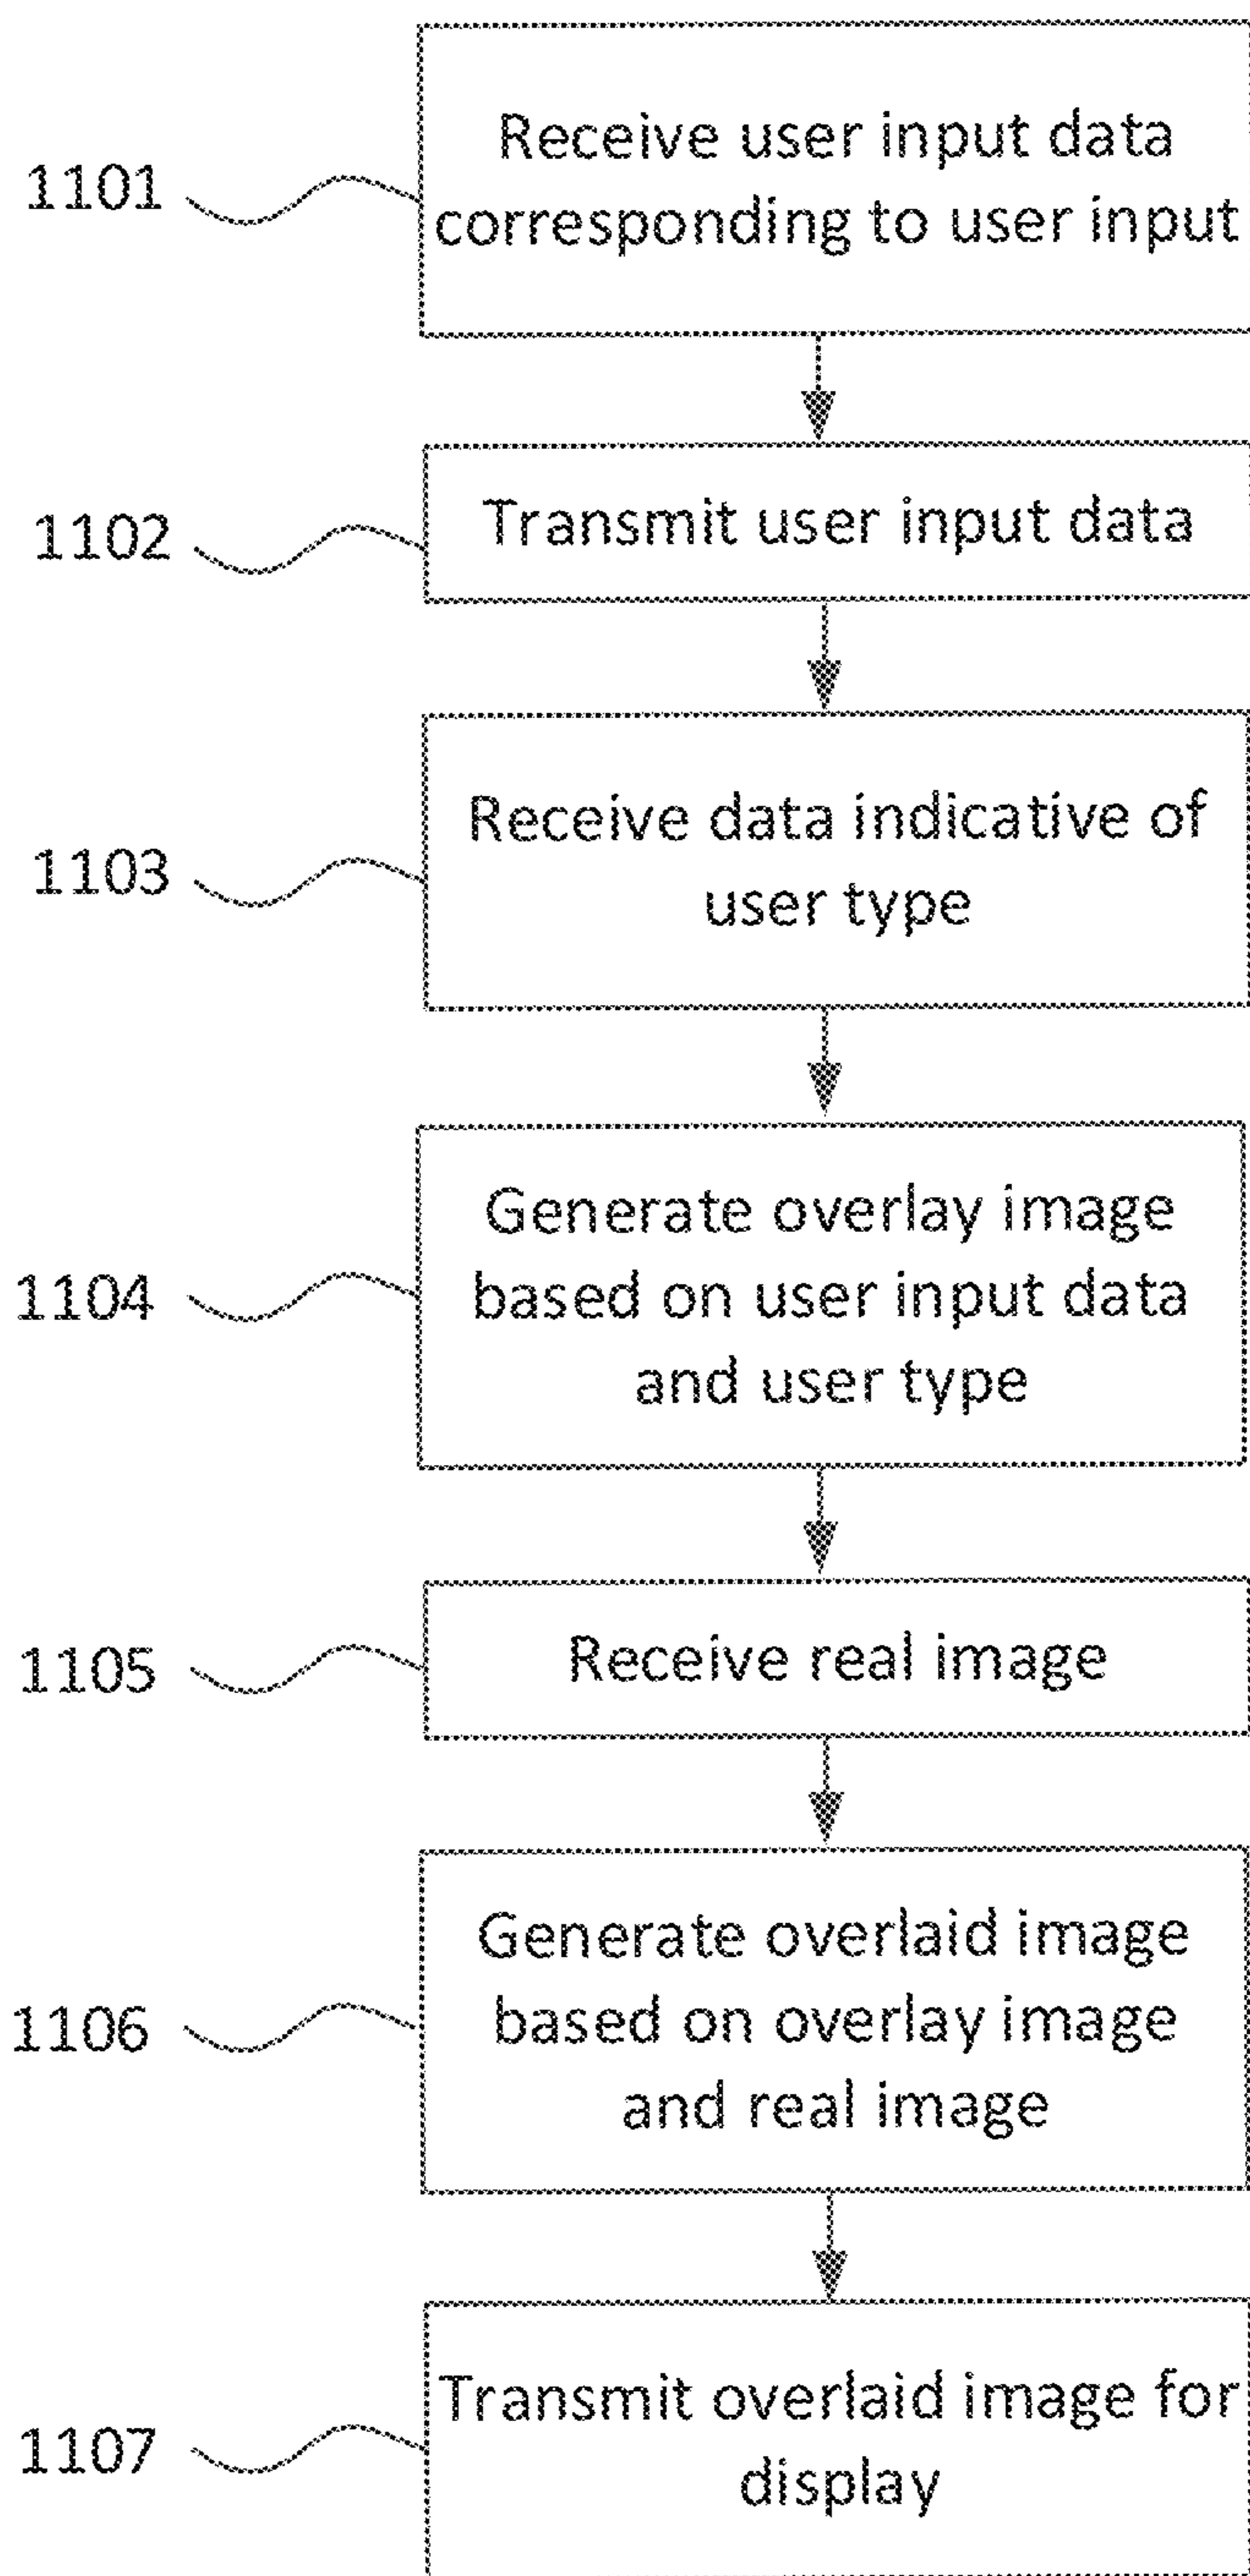 Receive user input data
1101
corresponding to user input
1102
Transmit user input data
1103
Receive data indicative of
user type
1104
Generate overlay image
based on user input data
and user type
1105
Receive real image
1106
Generate overlaid image
based on overlay image
and real image
1107
Transmit overlaid image for
display